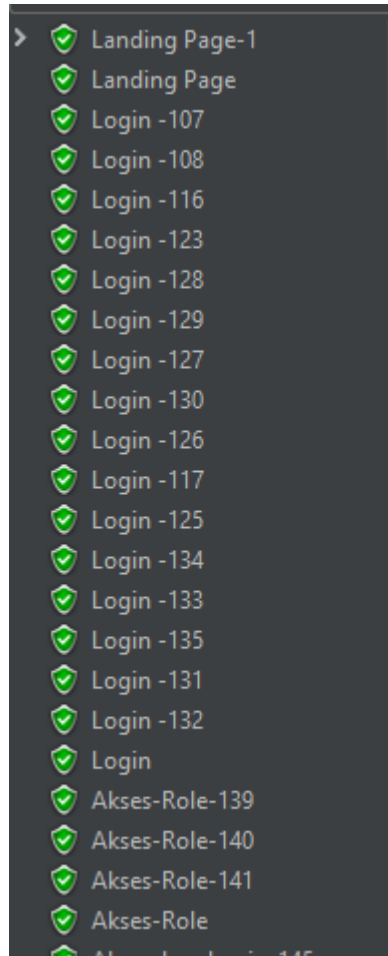 Landing Page-1
Landing Page
Login -107
Login -108
Login -116
Login -123
Login -128
Login -129
Login -127
Login -130
Login -126
Login -117
Login -125
Login -134
Login -133
Login -135
Login -131
Login -132
Login
Akses-Role-139
Akses-Role-140
Akses-Role-141
Akses-Role